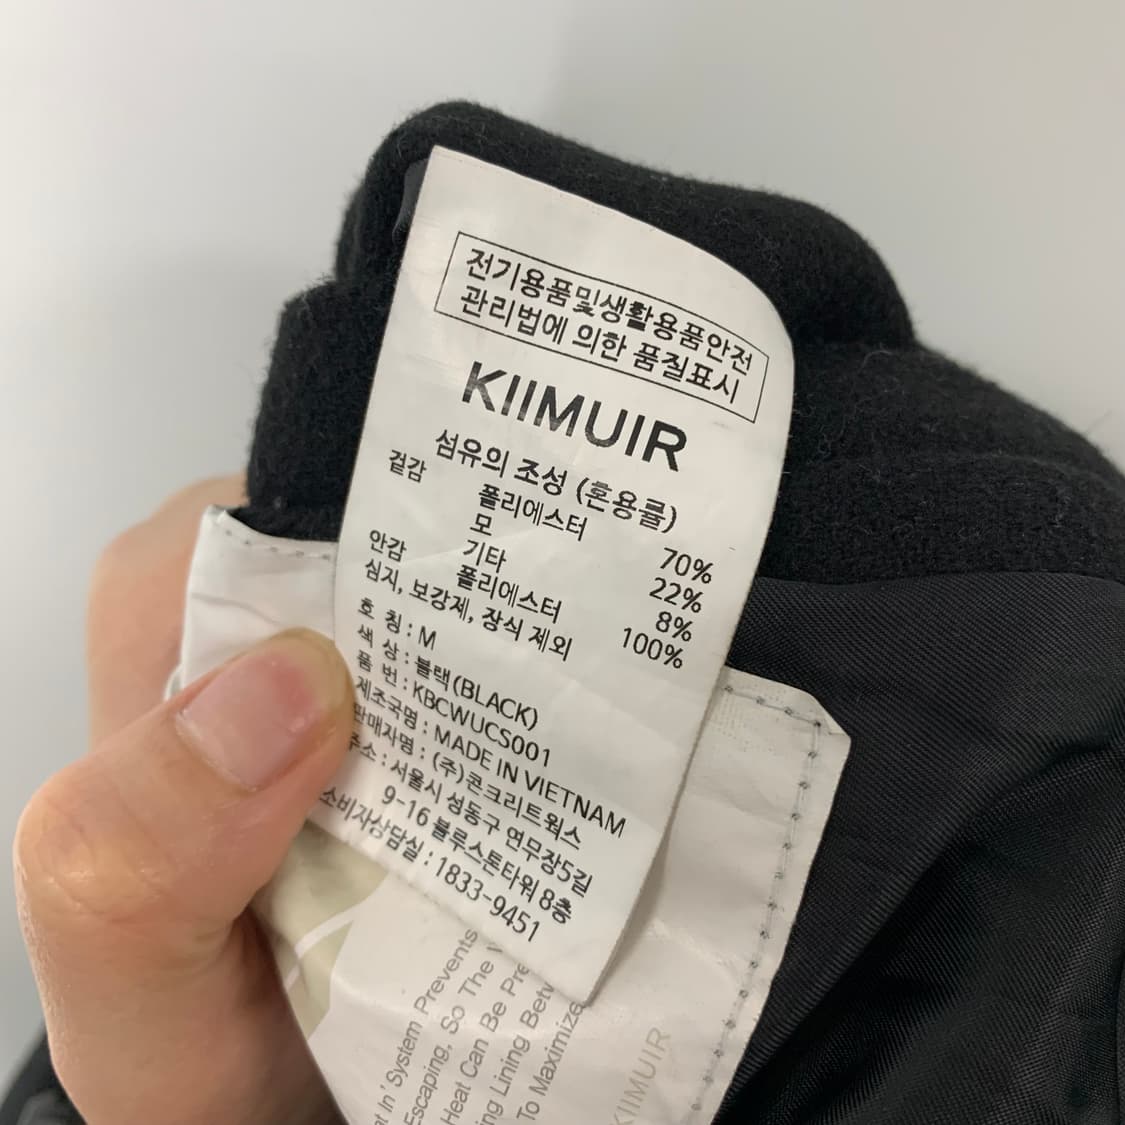 전기용품및생활용품안전
관리법에 의한 품질표시
KIIMUIR
섬유의 조성 (혼용률)
겉감 폴리에스터 70%
모 22%
기타 8%
안감 폴리에스터 100%
심지, 보강제, 장식 제외
호 칭 : M
색 상 : 블랙(BLACK)
품 번 : KBCWUCS001
제조국명 : MADE IN VIETNAM
판매자명 : (주)콘크리트웍스
주소 : 서울시 성동구 연무장5길
9-16 블루스톤타워 8층
소비자상담실 : 1833-9451
System Prevents
Escaping, So The
Heat Can Be
Lining
To Maximize
KIIMUIR